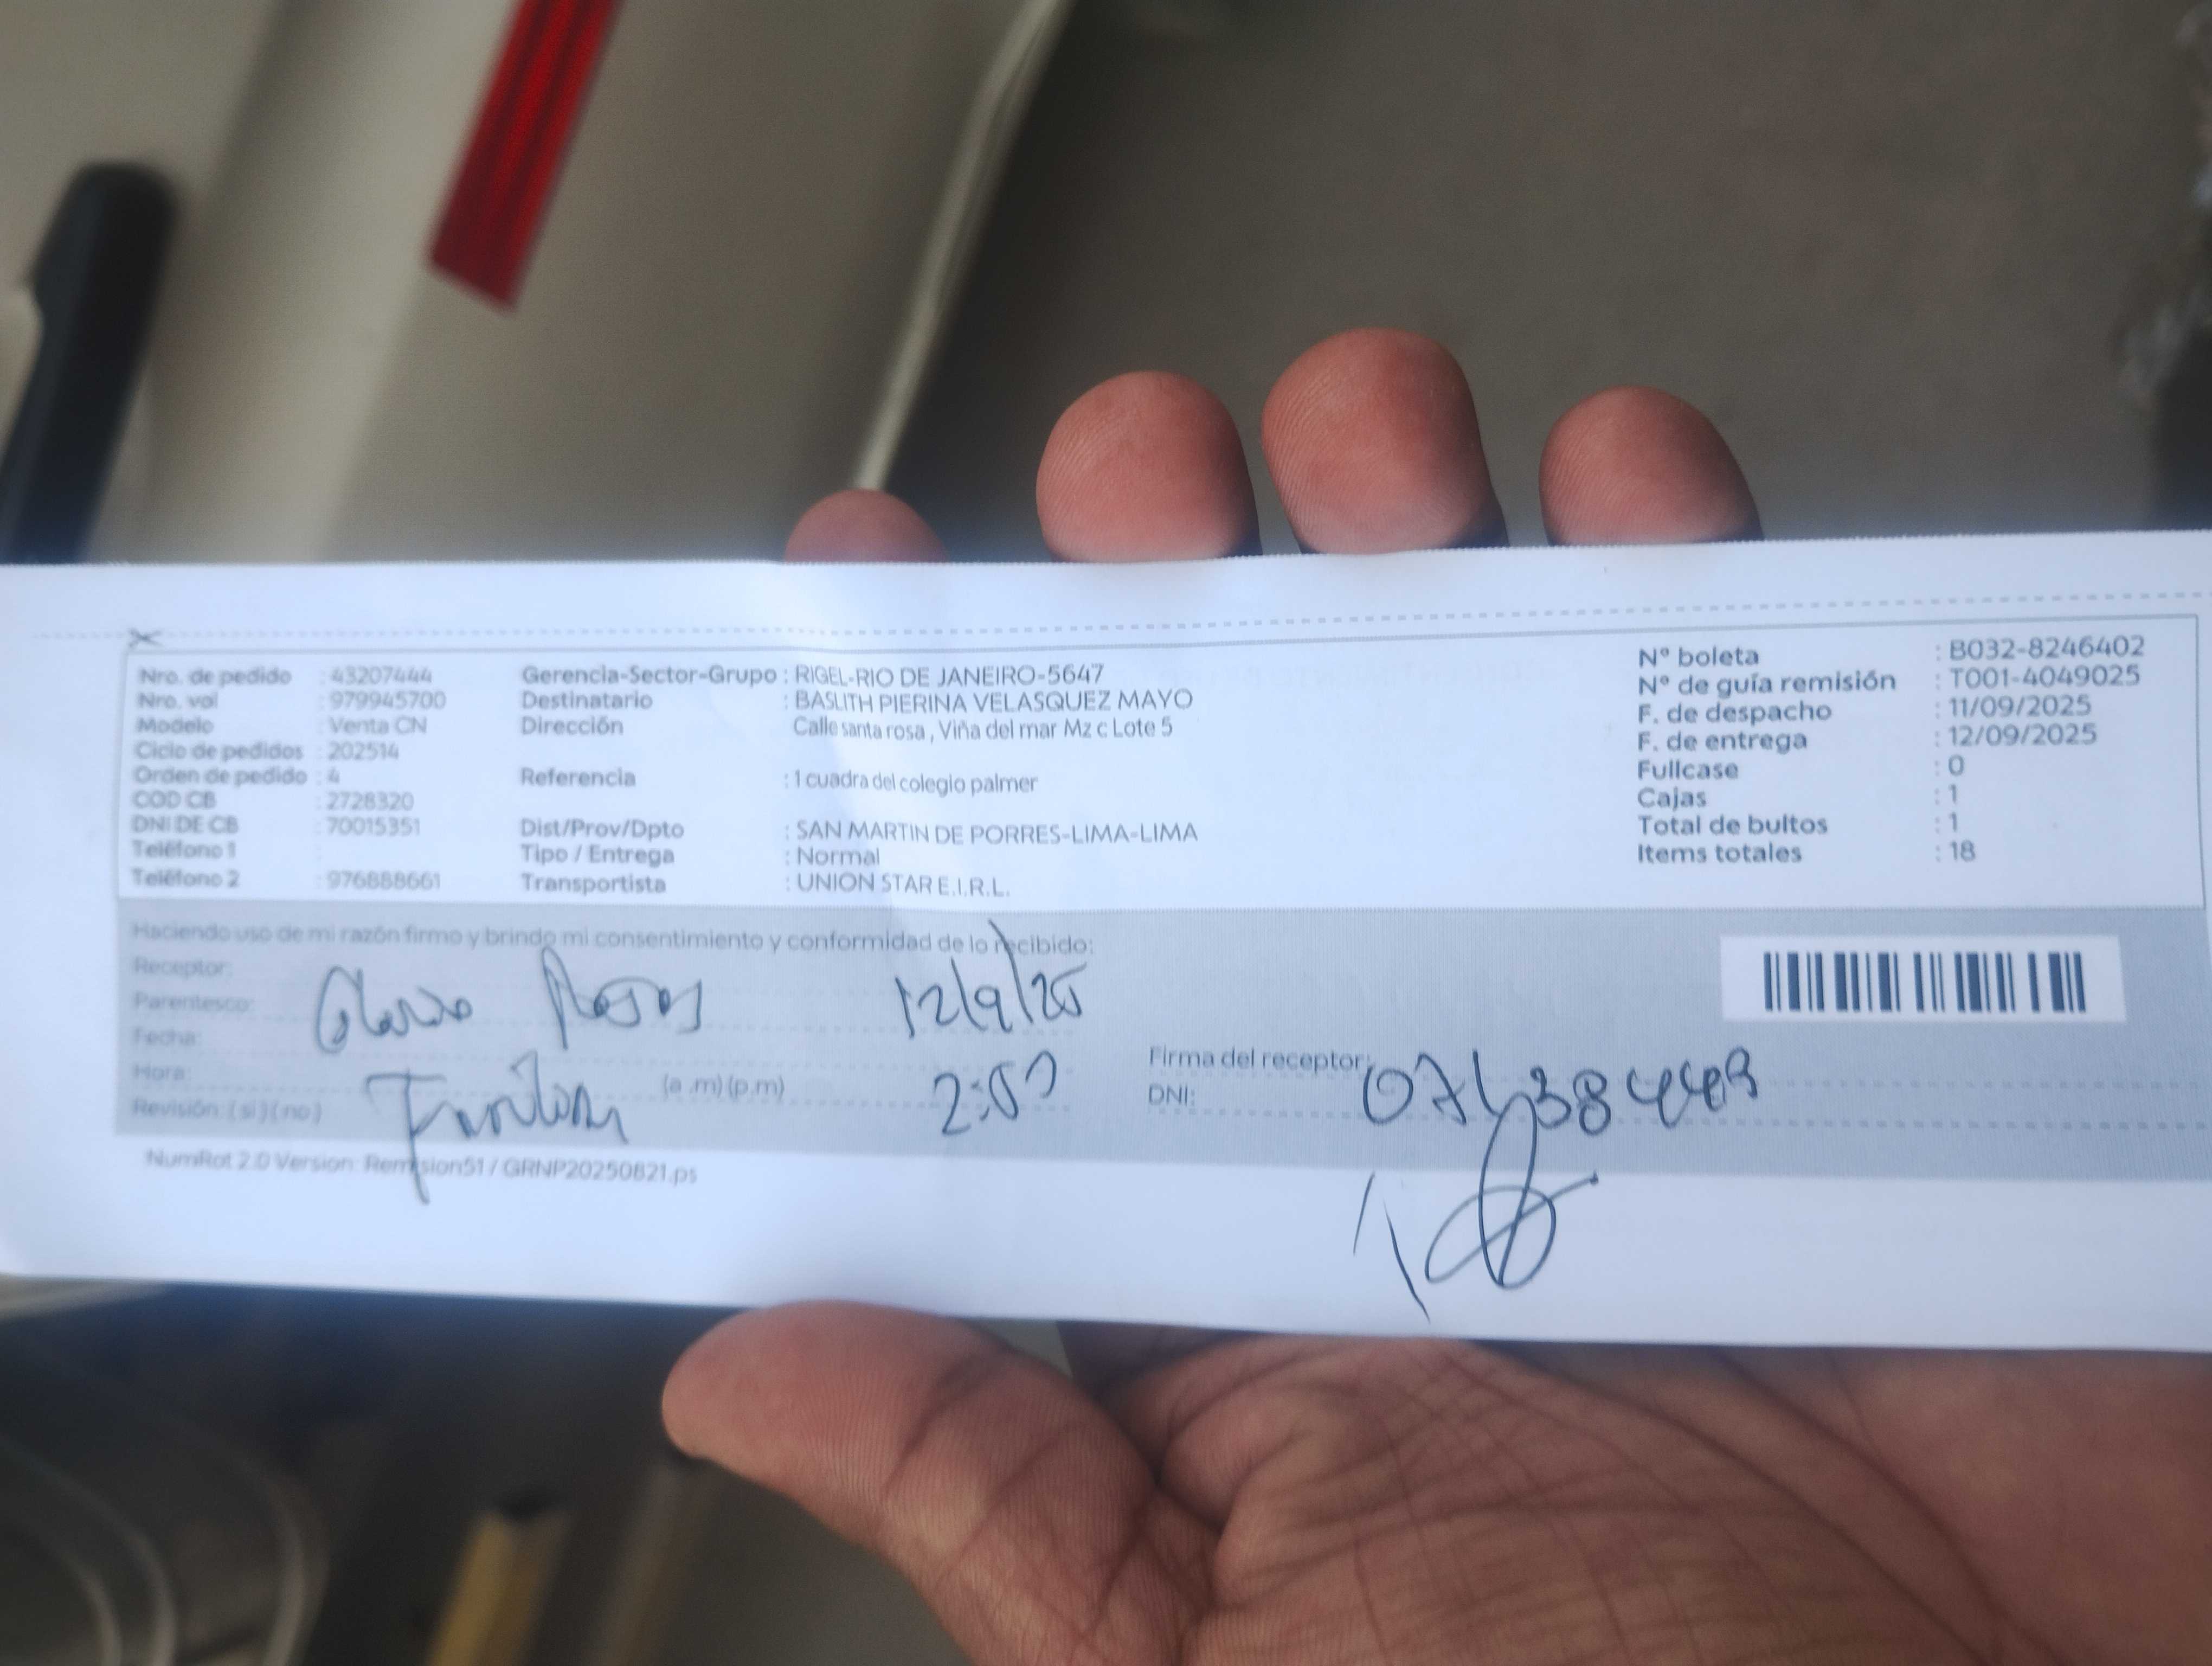 Nro. de pedido : 43207444
Nro. vol : 979945700
Modelo : Venta CN
Ciclo de pedidos : 202514
Orden de pedido : 4
COD CB : 2728320
DNI DE CB : 70015351
Teléfono 1 :
Teléfono 2 : 976888661
Gerencia-Sector-Grupo : RIGEL-RIO DE JANEIRO-5647
Destinatario : BASLITH PIERINA VELASQUEZ MAYO
Dirección : Calle santa rosa , Viña del mar Mz c Lote 5
Referencia : 1 cuadra del colegio palmer
Dist/Prov/Dpto : SAN MARTIN DE PORRES-LIMA-LIMA
Tipo / Entrega : Normal
Transportista : UNION STAR E.I.R.L.
N° boleta : B032-8246402
N° de guía remisión : T001-4049025
F. de despacho : 11/09/2025
F. de entrega : 12/09/2025
Fullcase : 0
Cajas : 1
Total de bultos : 1
Items totales : 18
Haciendo uso de mi razón firmo y brindo mi consentimiento y conformidad de lo recibido:
Receptor:
Parentesco:
12/9/25
Fecha:
Hora: (a .m) (p.m)
Revisión: ( si ) ( no )
Firma del receptor:
DNI:
NumRot 2.0 Version: Remision51 / GRNP20250821.ps